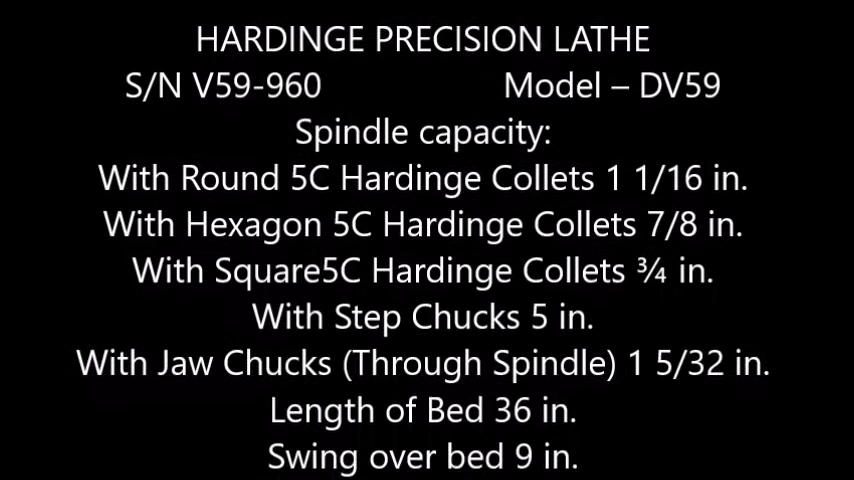 HARDINGE PRECISION LATHE
S/N V59-960 Model – DV59
Spindle capacity:
With Round 5C Hardinge Collets 1 1/16 in.
With Hexagon 5C Hardinge Collets 7/8 in.
With Square5C Hardinge Collets ¾ in.
With Step Chucks 5 in.
With Jaw Chucks (Through Spindle) 1 5/32 in.
Length of Bed 36 in.
Swing over bed 9 in.